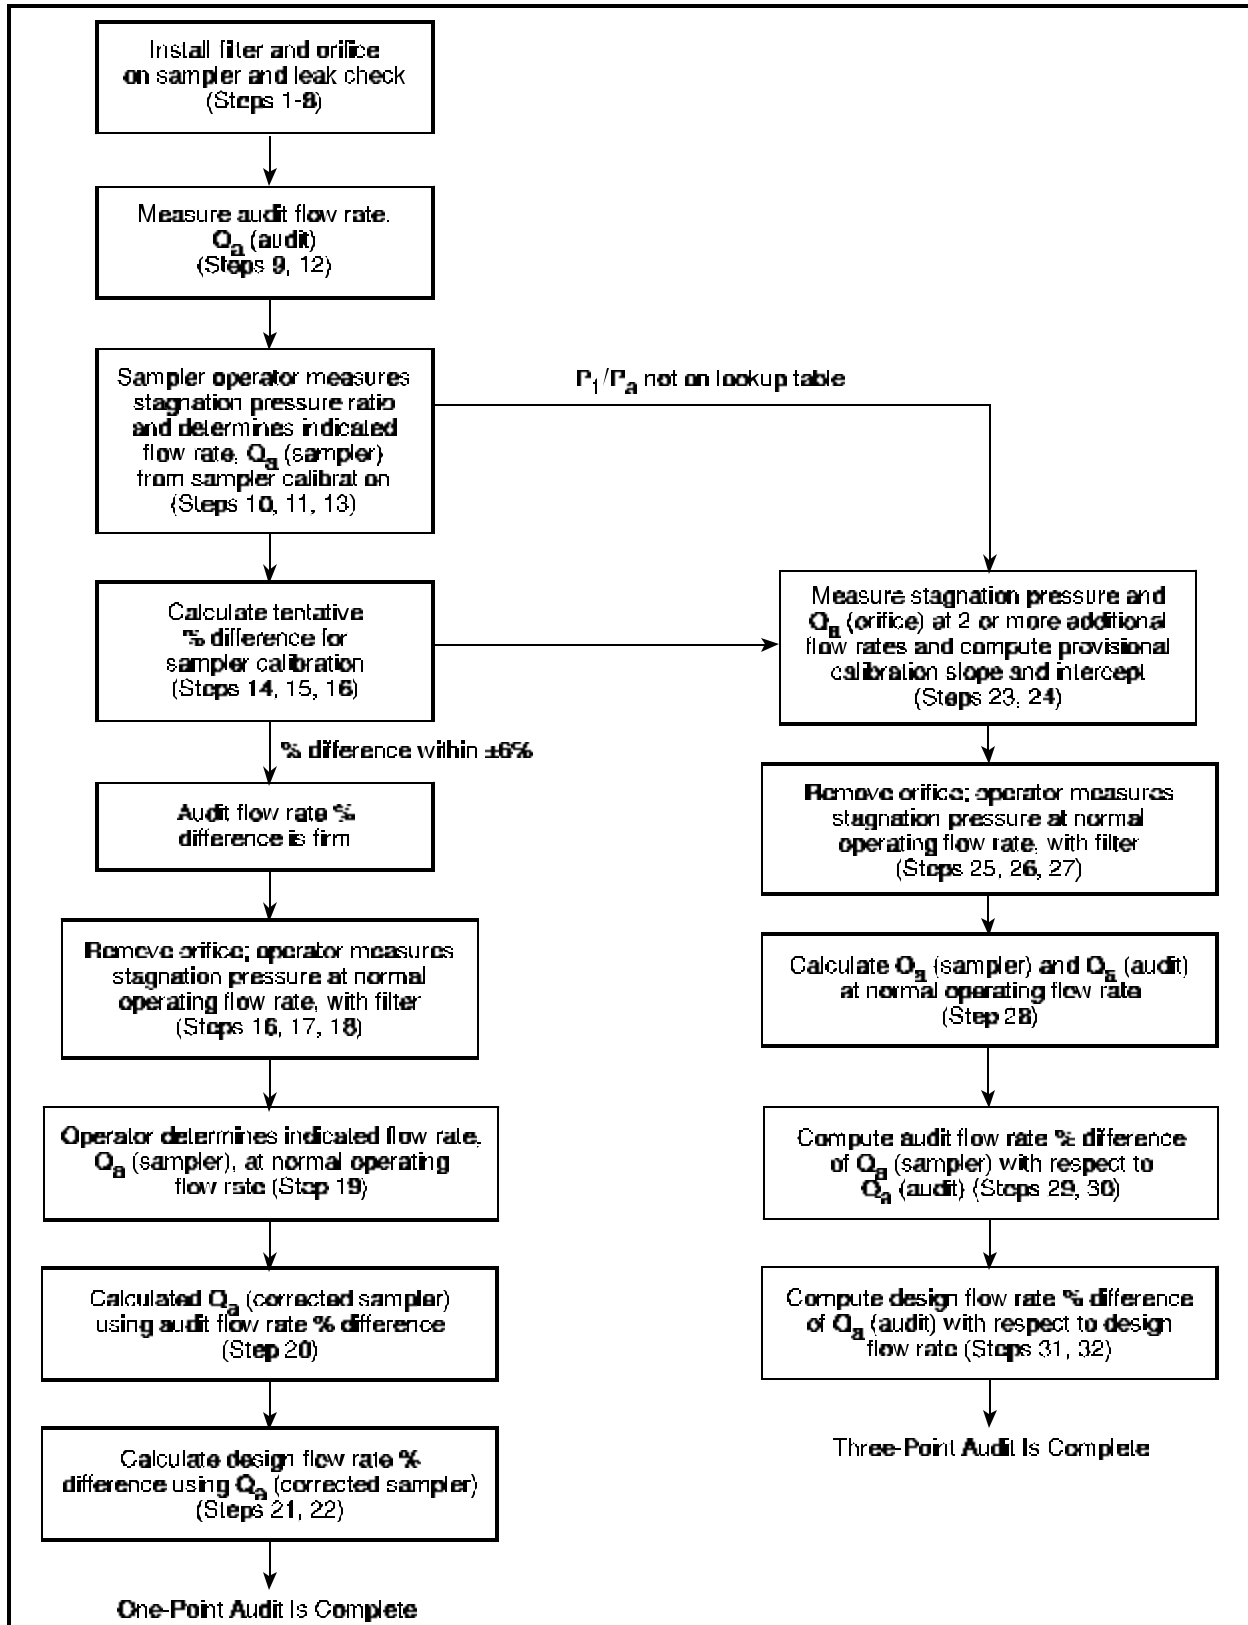 Install filter and orifice
on sampler and leak check
(Steps 1-8)
Measure audit flow rate,
Qa (audit)
(Steps 9, 12)
Sampler operator measures
stagnation pressure ratio
and determines indicated
flow rate, Qa (sampler)
from sampler calibration
(Steps 10, 11, 13)
P1/Pa not on lookup table
Calculate tentative
% difference for
sampler calibration
(Steps 14, 15, 16)
% difference within ±6%
Audit flow rate %
difference is firm
Remove orifice; operator measures
stagnation pressure at normal
operating flow rate, with filter
(Steps 16, 17, 18)
Operator determines indicated flow rate,
Qa (sampler), at normal operating
flow rate (Step 19)
Calculated Qa (corrected sampler)
using audit flow rate % difference
(Step 20)
Calculate design flow rate %
difference using Qa (corrected sampler)
(Steps 21, 22)
One-Point Audit Is Complete
Measure stagnation pressure and
Qa (orifice) at 2 or more additional
flow rates and compute provisional
calibration slope and intercept
(Steps 23, 24)
Remove orifice; operator measures
stagnation pressure at normal
operating flow rate, with filter
(Steps 25, 26, 27)
Calculate Qa (sampler) and Qa (audit)
at normal operating flow rate
(Step 28)
Compute audit flow rate % difference
of Qa (sampler) with respect to
Qa (audit) (Steps 29, 30)
Compute design flow rate % difference
of Qa (audit) with respect to design
flow rate (Steps 31, 32)
Three-Point Audit Is Complete